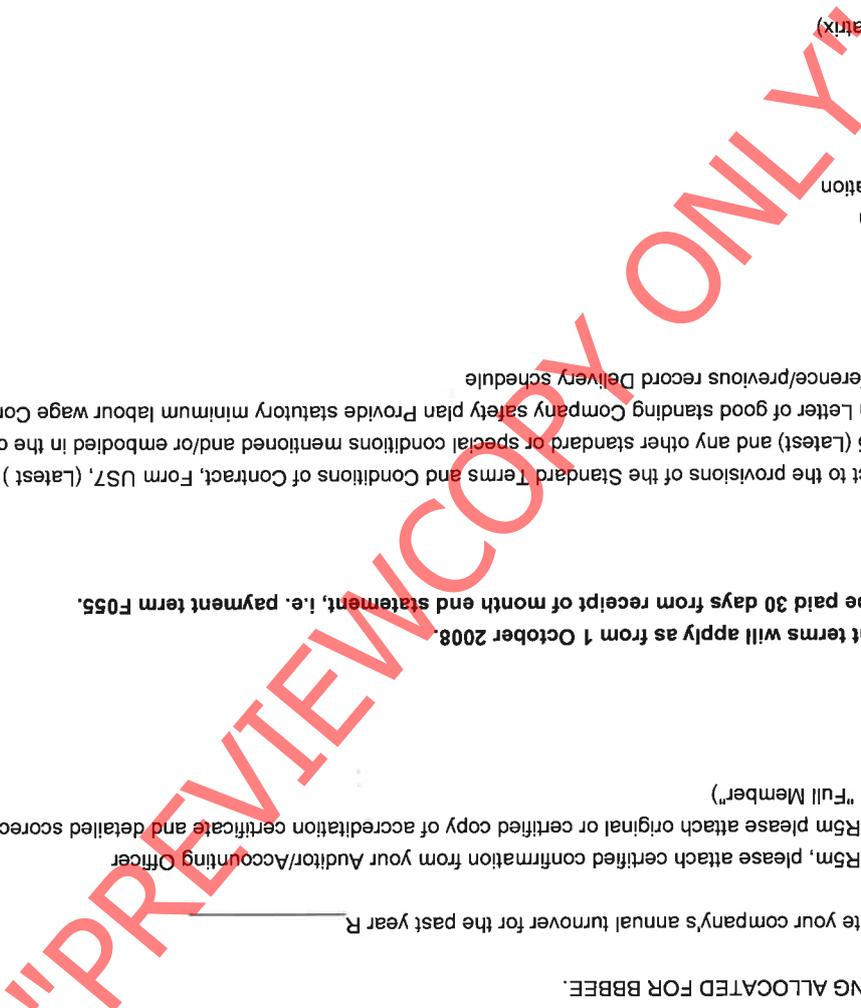 NG ALLOCATED FOR BBBEE.
te your company's annual turnover for the past year R
R5m, please attach certified confirmation from your Auditor/Accounting Officer
R5m please attach original or certified copy of accreditation certificate and detailed scorec
"Full Member")
t terms will apply as from 1 October 2008.
e paid 30 days from receipt of month end statement, i.e. payment term F055.
ct to the provisions of the Standard Terms and Conditions of Contract, Form US7, (Latest )
(Latest) and any other standard or special conditions mentioned and/or embodied in the
Letter of good standing Company safety plan Provide statutory minimum labour wage Con
erence/previous record Delivery schedule
ation
atrix)
"PREVIEWCOPY ONLY"